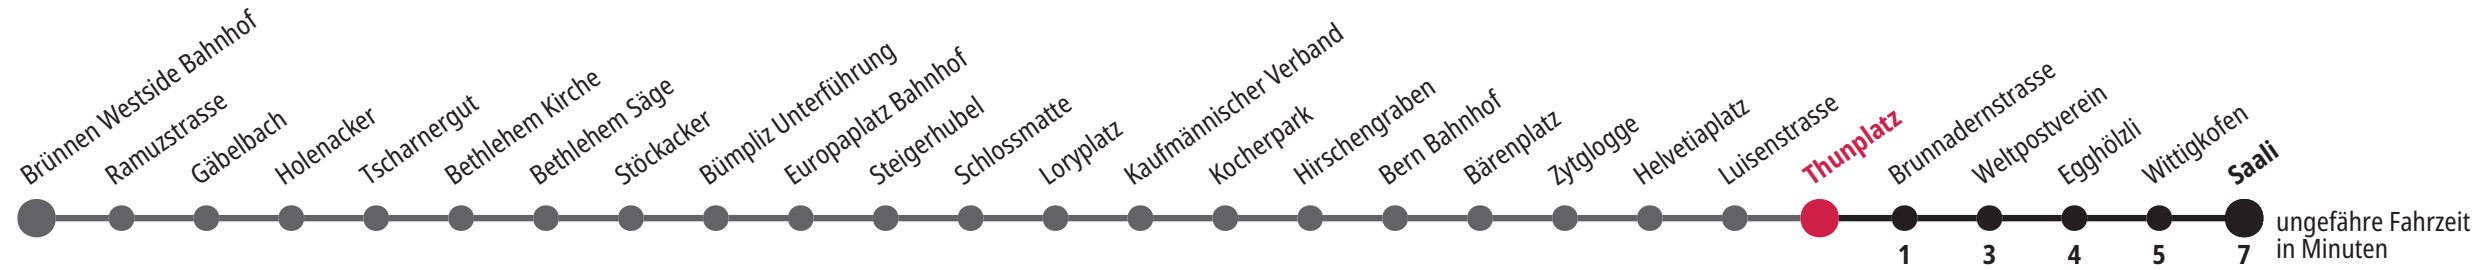 Brünnen Westside Bahnhof
Ramuzstrasse
Gäbelbach
Holenacker
Tscharnergut
Bethlehem Kirche
Bethlehem Säge
Stöckacker
Bümpliz Unterführung
Europaplatz Bahnhof
Steigerhubel
Schlossmatte
Loryplatz
Kaufmännischer Verband
Kocherpark
Hirschengraben
Bern Bahnhof
Bärenplatz
Zytglogge
Helvetiaplatz
Luisenstrasse
Thunplatz
Brunnadernstrasse
Weltpostverein
Egghölzli
Wittigkofen
Saali
1 3 4 5 7
ungefähre Fahrzeit
in Minuten